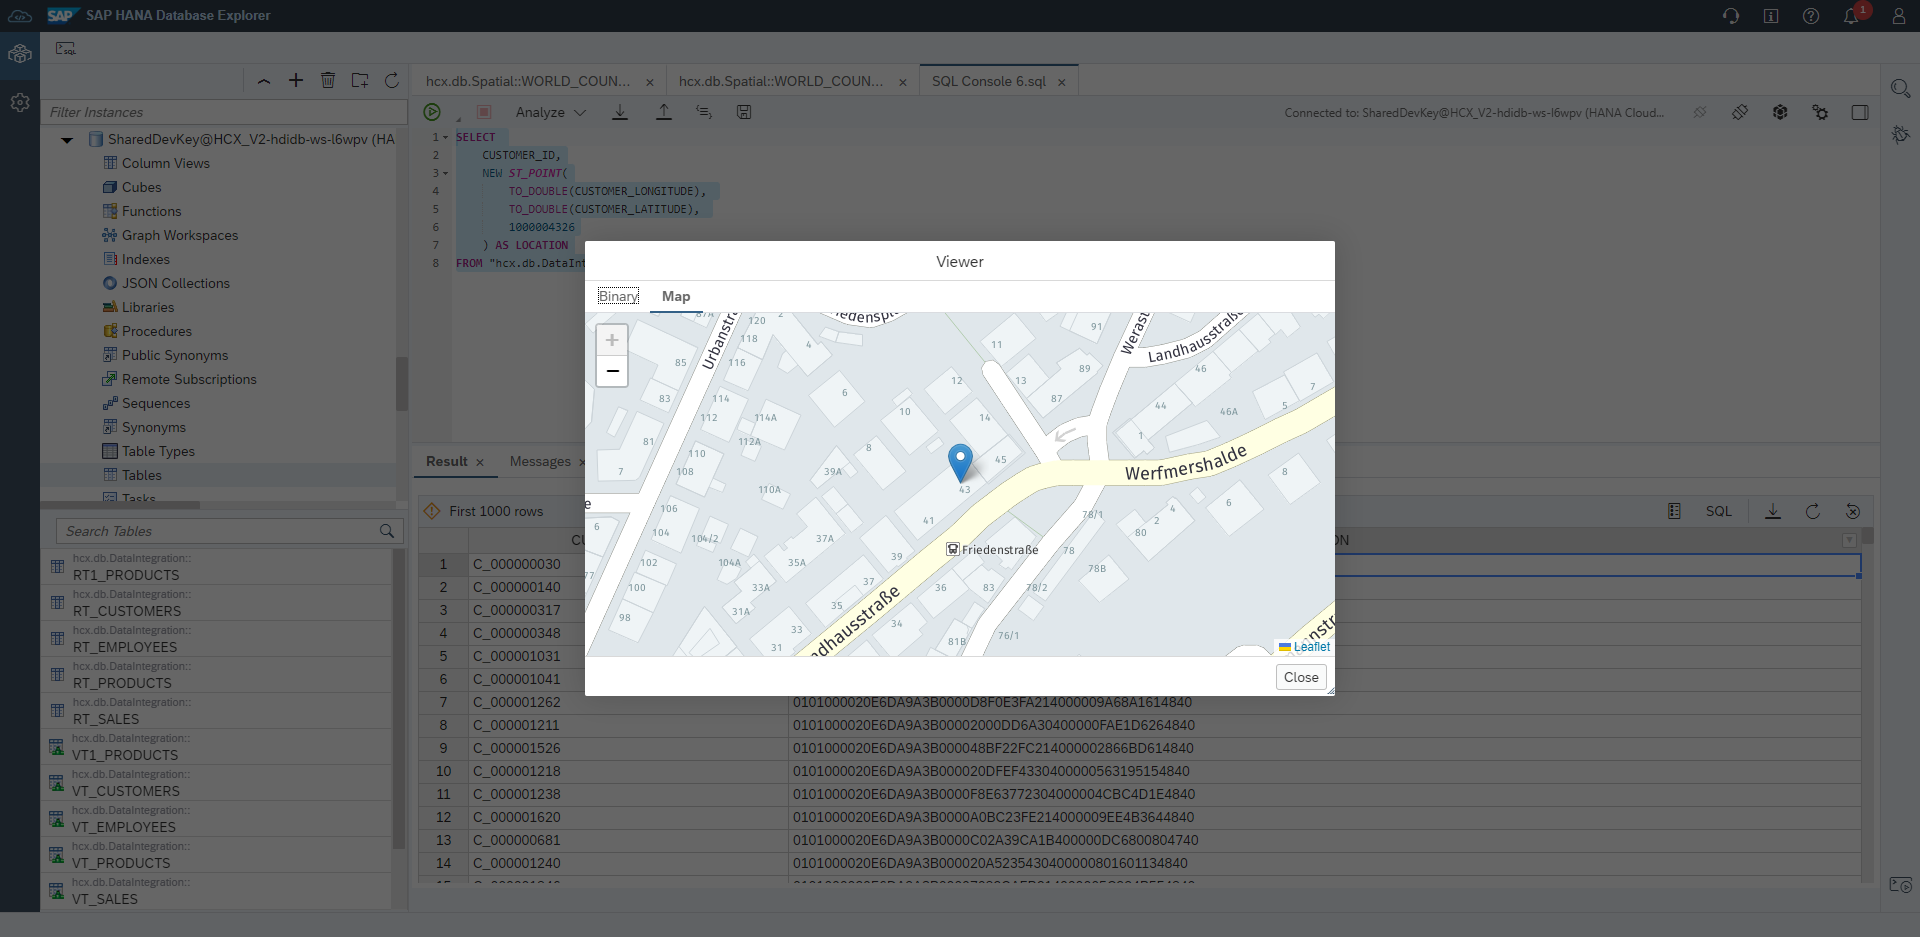 SAP SAP HANA Database Explorer
1
SQL
Filter Instances
SharedDevKey@HCX_V2-hdidb-ws-l6wpv (HA
Column Views
Cubes
Functions
Graph Workspaces
Indexes
JSON Collections
Libraries
Procedures
Public Synonyms
Remote Subscriptions
Sequences
Synonyms
Table Types
Tables
Tasks
Search Tables
hcx.db.DataIntegration::
RT1_PRODUCTS
hcx.db.DataIntegration::
RT_CUSTOMERS
hcx.db.DataIntegration::
RT_EMPLOYEES
hcx.db.DataIntegration::
RT_PRODUCTS
hcx.db.DataIntegration::
RT_SALES
hcx.db.DataIntegration::
VT1_PRODUCTS
hcx.db.DataIntegration::
VT_CUSTOMERS
hcx.db.DataIntegration::
VT_EMPLOYEES
hcx.db.DataIntegration::
VT_PRODUCTS
hcx.db.DataIntegration::
VT_SALES
hcx.db.Spatial::WORLD_COUN... × hcx.db.Spatial::WORLD_COUN... × SQL Console 6.sql ×
Analyze
Connected to: SharedDevKey@HCX_V2-hdidb-ws-l6wpv (HANA Cloud...
1 SELECT
2 CUSTOMER_ID,
3 NEW ST_POINT(
4 TO_DOUBLE(CUSTOMER_LONGITUDE),
5 TO_DOUBLE(CUSTOMER_LATITUDE),
6 1000004326
7 ) AS LOCATION
8 FROM "hcx.db.DataInt
Result × Messages ×
First 1000 rows
SQL
CU
ON
1 C_000000030
2 C_000000140
3 C_000000317
4 C_000000348
5 C_000001031
6 C_000001041
7 C_000001262 0101000020E6DA9A3B0000D8F0E3FA214000009A68A1614840
8 C_000001211 0101000020E6DA9A3B00002000DD6A30400000FAE1D6264840
9 C_000001526 0101000020E6DA9A3B000048BF22FC214000002866BD614840
10 C_000001218 0101000020E6DA9A3B000020DFEF4330400000563195154840
11 C_000001238 0101000020E6DA9A3B0000F8E63772304000004CBC4D1E4840
12 C_000001620 0101000020E6DA9A3B0000A0BC23FE214000009EE4B3644840
13 C_000000681 0101000020E6DA9A3B0000C02A39CA1B400000DC6800804740
14 C_000001240 0101000020E6DA9A3B000020A52354304000000801601134840
Viewer
Binary Map
+
−
87A
120
2
edenspl
118
4
91
Werast
11
Landhausstraße
Urbanstr
116
85
89
46
12
13
7
6
83
114
87
44
5
10
46A
112
114A
14
1
81
112A
8
Werfmershalde
110
45
7
108
39A
8
43
110A
e
106
6
78/1
4
6
41
2
104
104/2
37A
80
Friedenstraße
78
39
102
104A
35A
78B
77
100
33A
37
36
83
78/2
98
31A
35
34
33
76/1
81B
31
ndhausstraße
nstr
Leaflet
Close